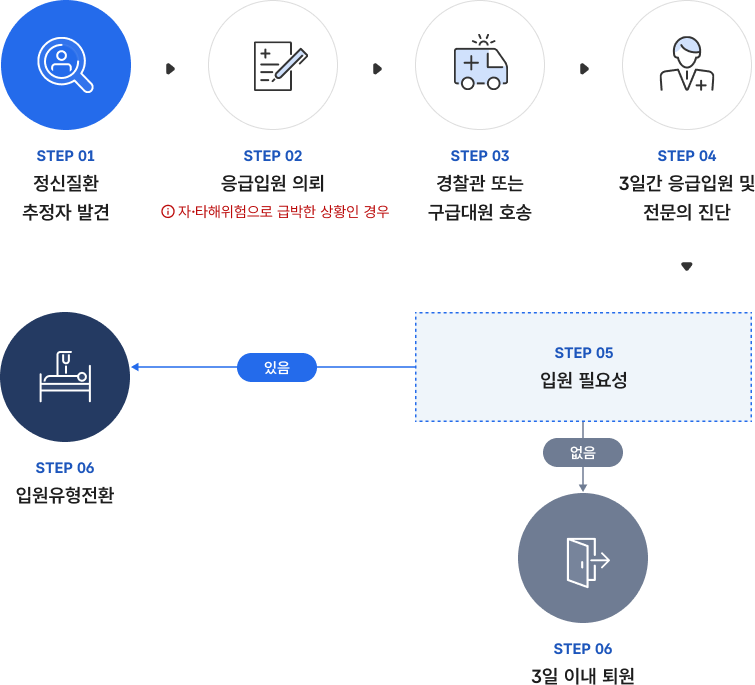 STEP 01
정신질환
추정자 발견
STEP 02
응급입원 의뢰
자·타해위험으로 급박한 상황인 경우
STEP 03
경찰관 또는
구급대원 호송
STEP 04
3일간 응급입원 및
전문의 진단
STEP 05
입원 필요성
있음
STEP 06
입원유형전환
없음
STEP 06
3일 이내 퇴원